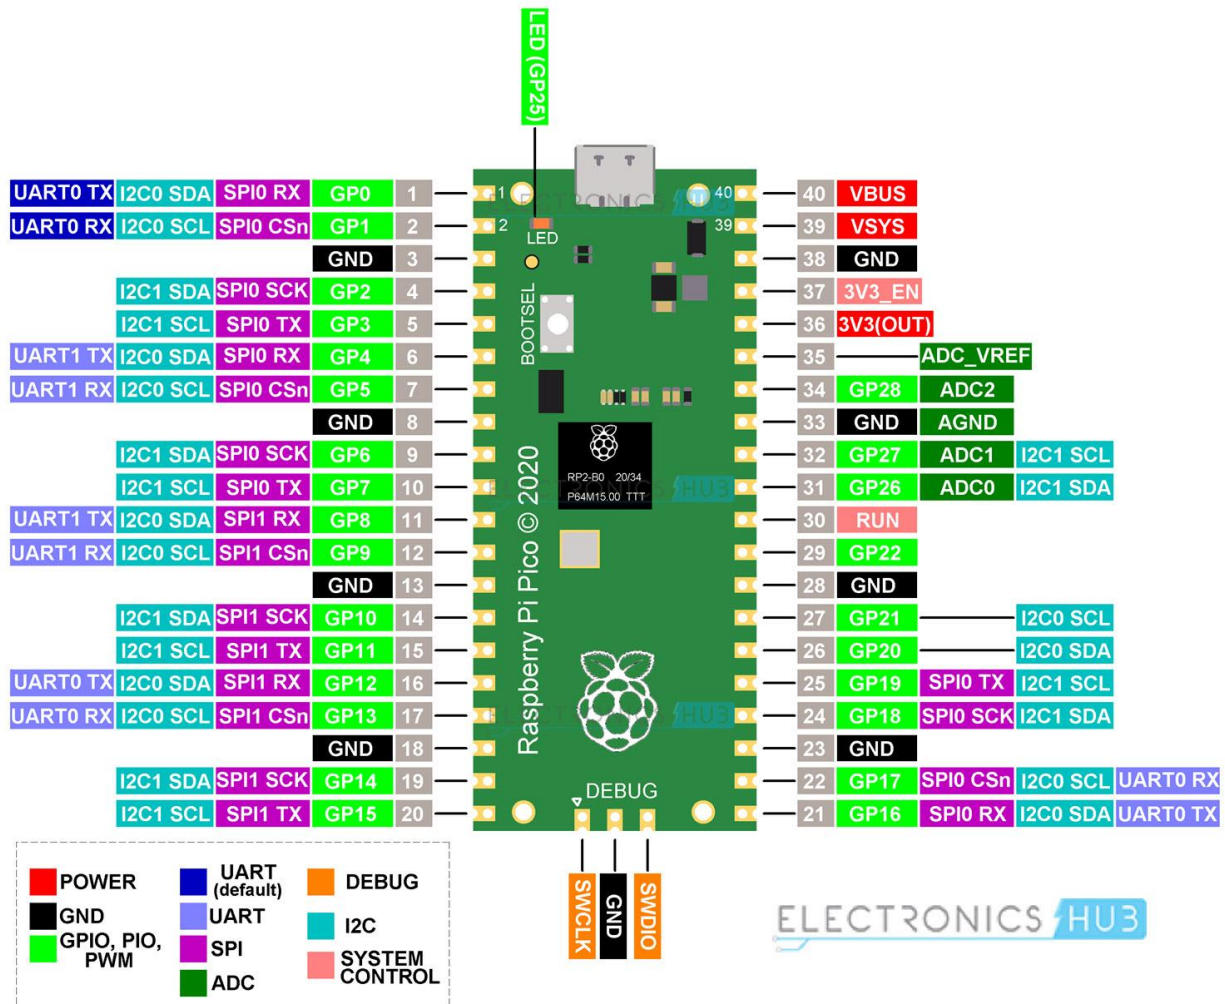 LED (GP25)
UART0 TX I2C0 SDA SPI0 RX GP0 1
UART0 RX I2C0 SCL SPI0 CSn GP1 2
GND 3
I2C1 SDA SPI0 SCK GP2 4
I2C1 SCL SPI0 TX GP3 5
UART1 TX I2C0 SDA SPI0 RX GP4 6
UART1 RX I2C0 SCL SPI0 CSn GP5 7
GND 8
I2C1 SDA SPI0 SCK GP6 9
I2C1 SCL SPI0 TX GP7 10
UART1 TX I2C0 SDA SPI1 RX GP8 11
UART1 RX I2C0 SCL SPI1 CSn GP9 12
GND 13
I2C1 SDA SPI1 SCK GP10 14
I2C1 SCL SPI1 TX GP11 15
UART0 TX I2C0 SDA SPI1 RX GP12 16
UART0 RX I2C0 SCL SPI1 CSn GP13 17
GND 18
I2C1 SDA SPI1 SCK GP14 19
I2C1 SCL SPI1 TX GP15 20
1 40
2 39
ELECTRONICS HUB
LED
BOOTSEL
RP2-B0 20/34
P64M15.00 TTT
ELECTRONICS HUB
Raspberry Pi Pico © 2020
ELECTRONICS HUB
DEBUG
SWCLK
GND
SWDIO
40 VBUS
39 VSYS
38 GND
37 3V3_EN
36 3V3(OUT)
35 ADC_VREF
34 GP28 ADC2
33 GND AGND
32 GP27 ADC1 I2C1 SCL
31 GP26 ADC0 I2C1 SDA
30 RUN
29 GP22
28 GND
27 GP21 I2C0 SCL
26 GP20 I2C0 SDA
25 GP19 SPI0 TX I2C1 SCL
24 GP18 SPI0 SCK I2C1 SDA
23 GND
22 GP17 SPI0 CSn I2C0 SCL UART0 RX
21 GP16 SPI0 RX I2C0 SDA UART0 TX
POWER
GND
GPIO, PIO,
PWM
UART
(default)
UART
SPI
ADC
DEBUG
I2C
SYSTEM
CONTROL
ELECTRONICS HUB